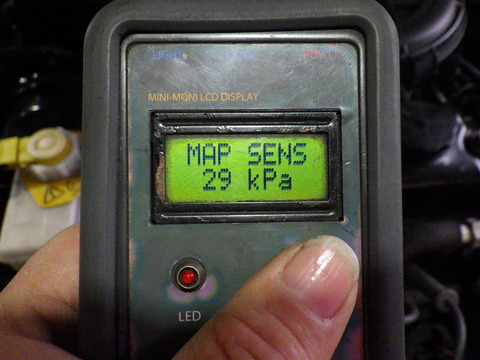 MINI-MONI LCD DISPLAY
MAP SENS
29 kPa
LED